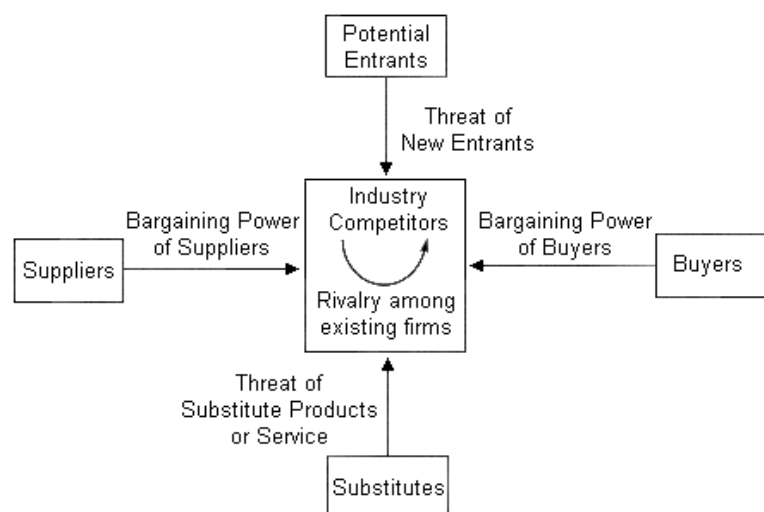 Potential
Entrants
Threat of
New Entrants
Industry
Competitors
Bargaining Power
of Suppliers
Bargaining Power
of Buyers
Suppliers
Buyers
Rivalry among
existing firms
Threat of
Substitute Products
or Service
Substitutes